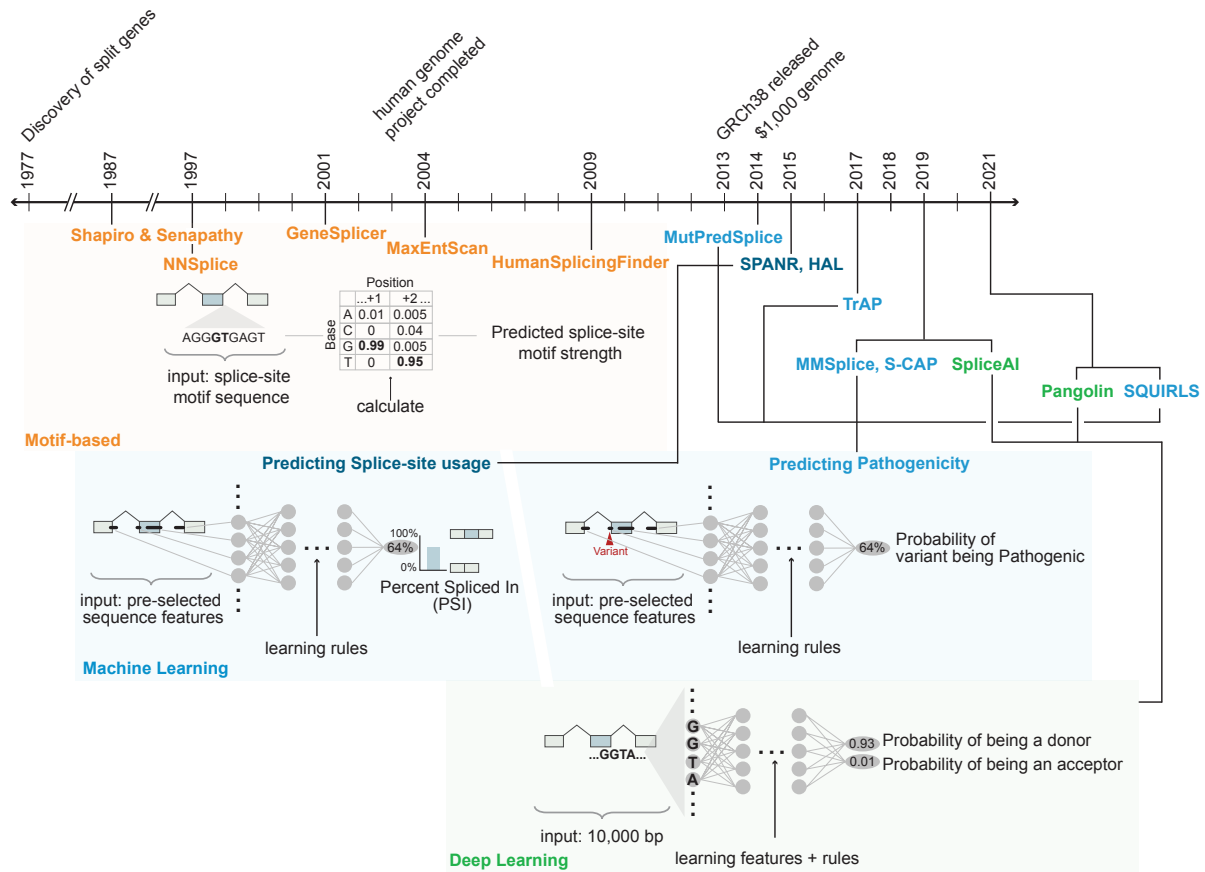 Discovery of split genes
human genome
project completed
GRCh38 released
$1,000 genome
1977
1987
1997
2001
2004
2009
2013
2014
2015
2017
2018
2019
2021
Shapiro & Senapathy
NNSplice
GeneSplicer
MaxEntScan
HumanSplicingFinder
MutPredSplice
SPANR, HAL
TrAP
MMSplice, S-CAP
SpliceAI
Pangolin
SQUIRLS
AGGGTGAGT
input: splice-site
motif sequence
Position
...+1 +2 ...
Base
A 0.01 0.005
C 0 0.04
G 0.99 0.005
T 0 0.95
calculate
Predicted splice-site
motif strength
Motif-based
Predicting Splice-site usage
input: pre-selected
sequence features
learning rules
64%
100%
0%
Percent Spliced In
(PSI)
Machine Learning
Predicting Pathogenicity
Variant
input: pre-selected
sequence features
learning rules
64%
Probability of
variant being Pathogenic
...GGTA...
input: 10,000 bp
G
G
T
A
learning features + rules
0.93
Probability of being a donor
0.01
Probability of being an acceptor
Deep Learning